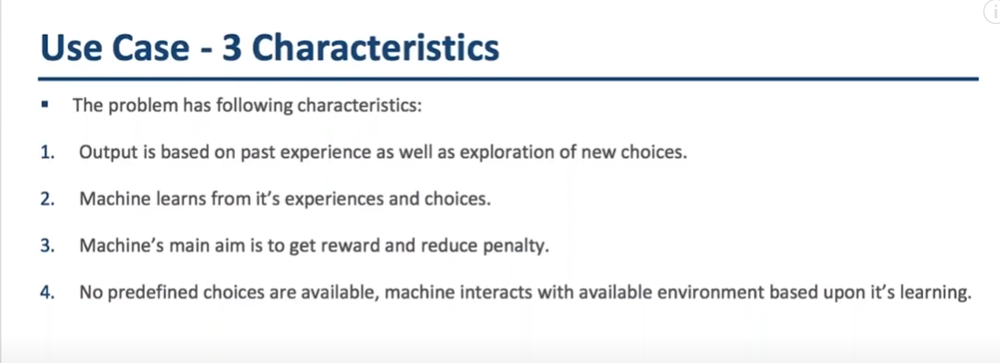 Use Case - 3 Characteristics
▪ The problem has following characteristics:
1. Output is based on past experience as well as exploration of new choices.
2. Machine learns from it's experiences and choices.
3. Machine's main aim is to get reward and reduce penalty.
4. No predefined choices are available, machine interacts with available environment based upon it's learning.